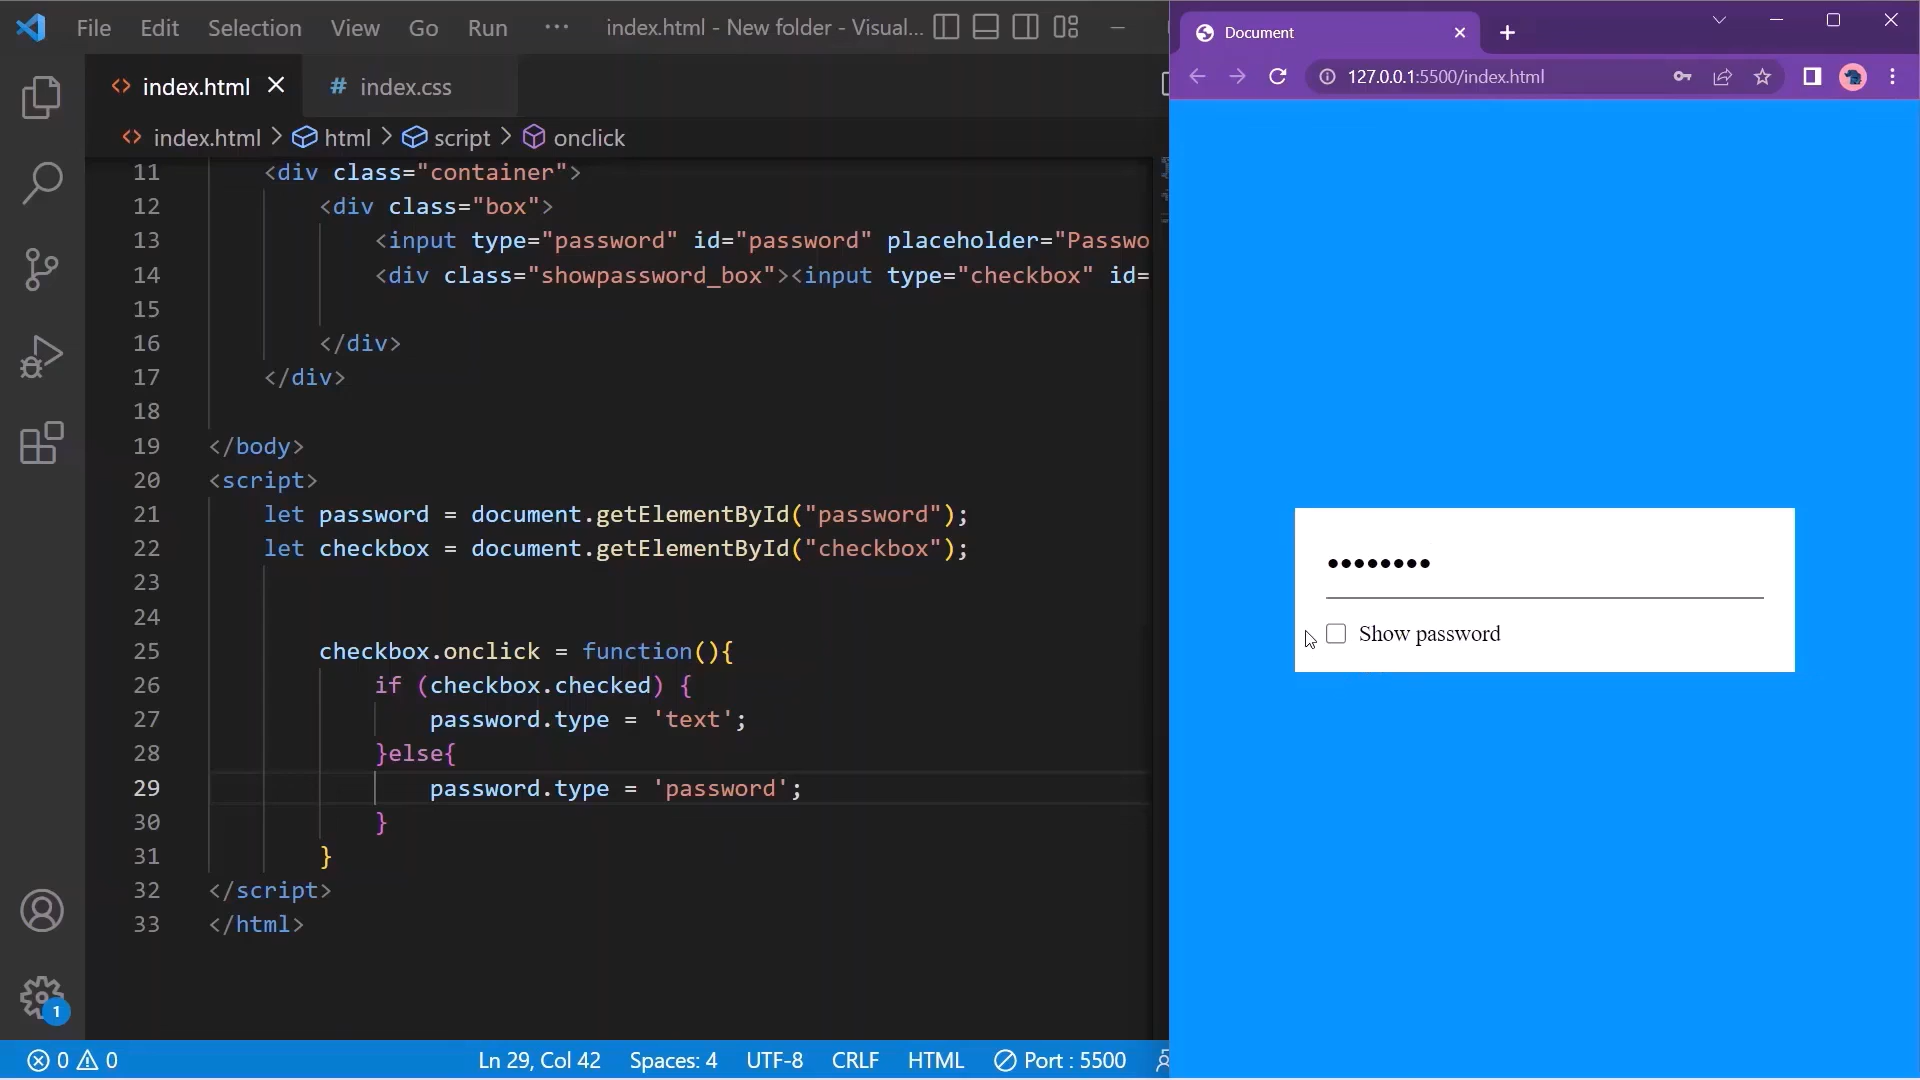 File Edit Selection View Go Run ··· index.html - New folder - Visual...
index.html # index.css
index.html > html > script > onclick
11 <div class="container">
12 <div class="box">
13 <input type="password" id="password" placeholder="Passwo
14 <div class="showpassword_box"><input type="checkbox" id=
15
16 </div>
17 </div>
18
19 </body>
20 <script>
21 let password = document.getElementById("password");
22 let checkbox = document.getElementById("checkbox");
23
24
25 checkbox.onclick = function(){
26 if (checkbox.checked) {
27 password.type = 'text';
28 }else{
29 password.type = 'password';
30 }
31 }
32 </script>
33 </html>
1
0 0 Ln 29, Col 42 Spaces: 4 UTF-8 CRLF HTML Port : 5500
Document
127.0.0.1:5500/index.html
••••••••
Show password